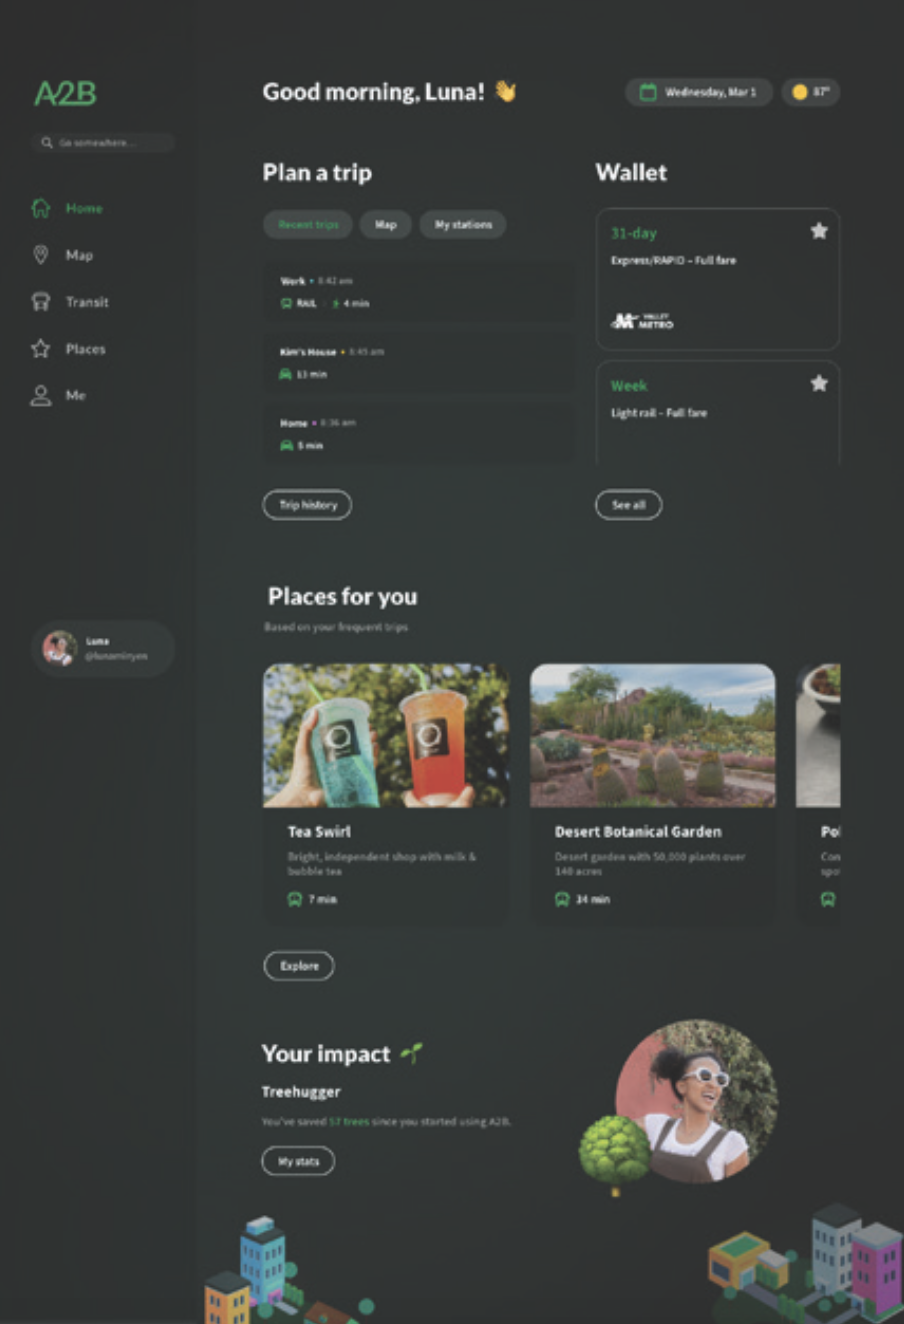 A2B
Go somewhere...
Home
Map
Transit
Places
Me
Luna
@lunaminyen
Good morning, Luna!
Wednesday, Mar 1
87°
Plan a trip
Recent trips
Map
My stations
Work • 8:42 am
RAIL 4 min
Kim's House • 8:45 am
13 min
Home • 8:36 am
5 min
Trip history
Wallet
31-day
Express/RAPID – Full fare
VALLEY
METRO
Week
Light rail – Full fare
See all
Places for you
Based on your frequent trips
Tea Swirl
Bright, independent shop with milk &
bubble tea
7 min
Desert Botanical Garden
Desert garden with 50,000 plants over
140 acres
34 min
Pol
Con
spo
Explore
Your impact
Treehugger
You've saved 57 trees since you started using A2B.
My stats